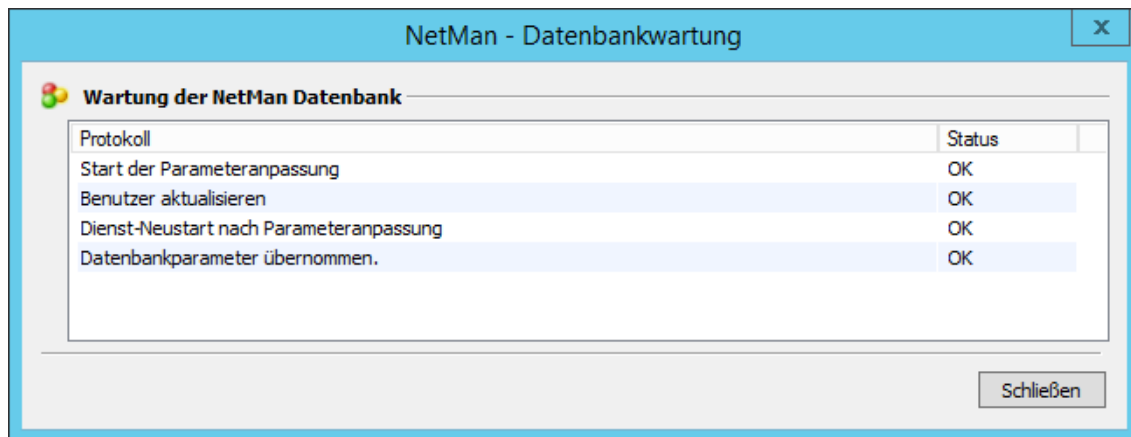 NetMan - Datenbankwartung
x
Wartung der NetMan Datenbank
Protokoll Status
Start der Parameteranpassung OK
Benutzer aktualisieren OK
Dienst-Neustart nach Parameteranpassung OK
Datenbankparameter übernommen. OK
Schließen